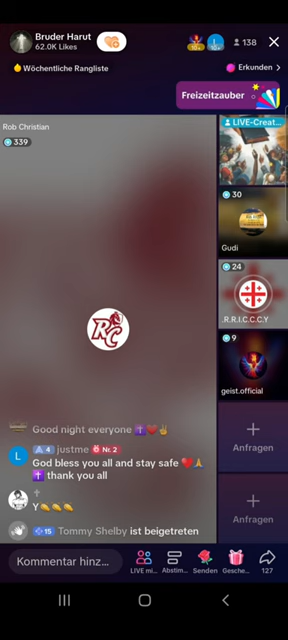 Bruder Harut
62.0K Likes
10+
10+
138
Wöchentliche Rangliste
Erkunden
Freizeitzauber
Rob Christian
339
LIVE-Creat...
30
Gudi
24
.R.R.I.C.C.C.Y
9
geist.official
RC
Good night everyone ✝️❤️✌️
L
4 justme Nr. 2
God bless you all and stay safe ❤️🙏
✝️ thank you all
✝
Y
15 Tommy Shelby ist beigetreten
+
Anfragen
+
Anfragen
Kommentar hinz...
LIVE mi...
Abstim...
Senden
Gesche...
127